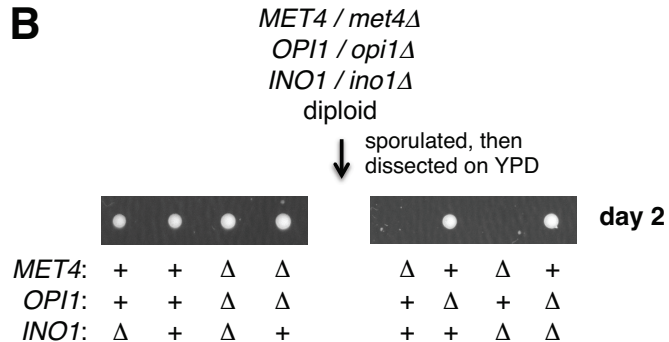 B
MET4 / met4Δ
OPI1 / opi1Δ
INO1 / ino1Δ
diploid
sporulated, then
dissected on YPD
day 2
MET4: + + Δ Δ Δ + Δ +
OPI1: + + Δ Δ + Δ + Δ
INO1: Δ + Δ + + + Δ Δ